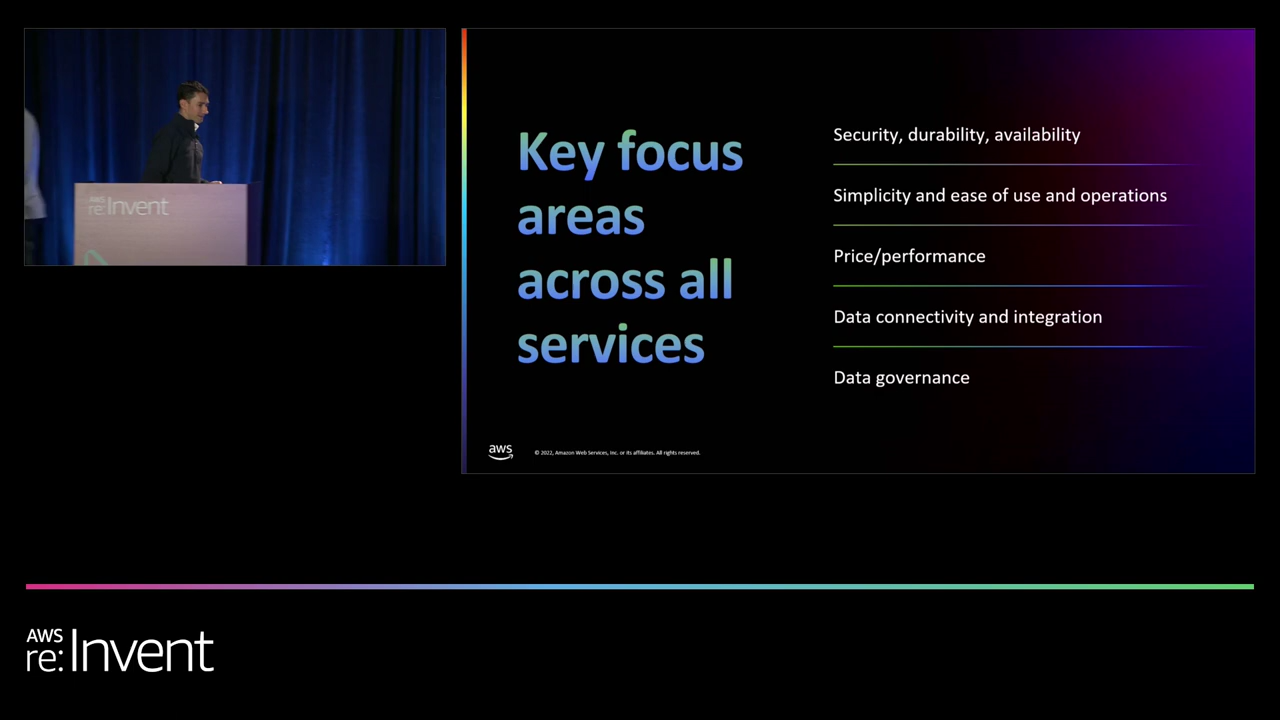 AWS
re:Invent
Key focus
areas
across all
services
Security, durability, availability
Simplicity and ease of use and operations
Price/performance
Data connectivity and integration
Data governance
aws
© 2022, Amazon Web Services, Inc. or its affiliates. All rights reserved.
AWS
re:Invent